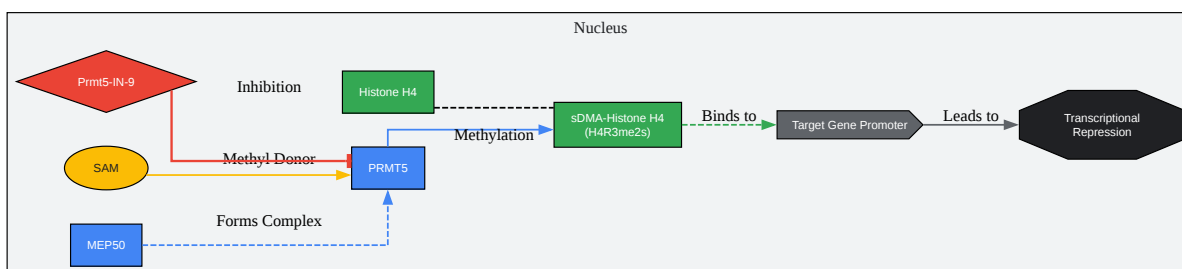 Nucleus
Prmt5-IN-9
Inhibition
Histone H4
sDMA-Histone H4
(H4R3me2s)
Binds to
Target Gene Promoter
Leads to
Transcriptional
Repression
Methylation
Methyl Donor
SAM
PRMT5
Forms Complex
MEP50